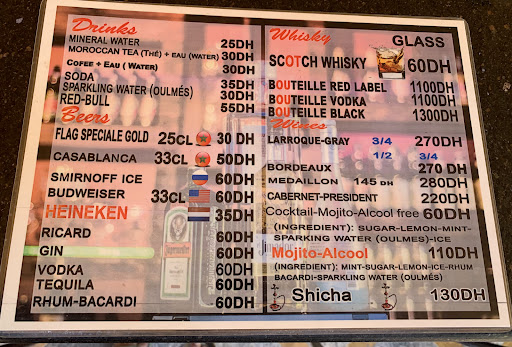 Drinks
MINERAL WATER 25DH
MOROCCAN TEA (THÉ) + EAU (WATER) 30DH
COFEE + EAU ( WATER) 30DH
SODA 35DH
SPARKLING WATER (OULMÉS) 30DH
RED-BULL 55DH
Beers
FLAG SPECIALE GOLD 25CL 30 DH
CASABLANCA 33CL 50DH
SMIRNOFF ICE 60DH
BUDWEISER 33CL 60DH
HEINEKEN 35DH
RICARD 60DH
GIN 60DH
VODKA 60DH
TEQUILA 60DH
RHUM-BACARDI 60DH
Whisky GLASS
SCOTCH WHISKY 60DH
BOUTEILLE RED LABEL 1100DH
BOUTEILLE VODKA 1100DH
BOUTEILLE BLACK 1300DH
Wines
LARROQUE-GRAY 3/4 270DH
1/2 3/4
BORDEAUX 270 DH
MEDAILLON 145 DH 280DH
CABERNET-PRESIDENT 220DH
Cocktail-Mojito-Alcool free 60DH
(INGREDIENT): SUGAR-LEMON-MINT-
SPARKING WATER (OULMES)-ICE
Mojito-Alcool 110DH
(INGREDIENT): MINT-SUGAR-LEMON-ICE-RHUM
BACARDI-SPARKLING WATER (OULMÉS)
Shicha 130DH